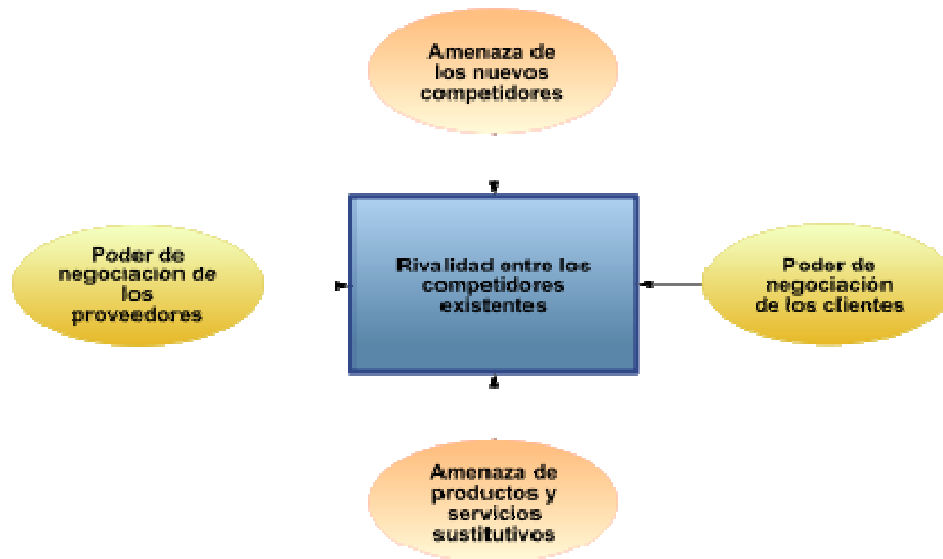 Amenaza de
los nuevos
competidores
Poder de
negociación de
los
proveedores
Rivalidad entre los
competidores
existentes
Poder de
negociación
de los clientes
Amenaza de
productos y
servicios
sustitutivos